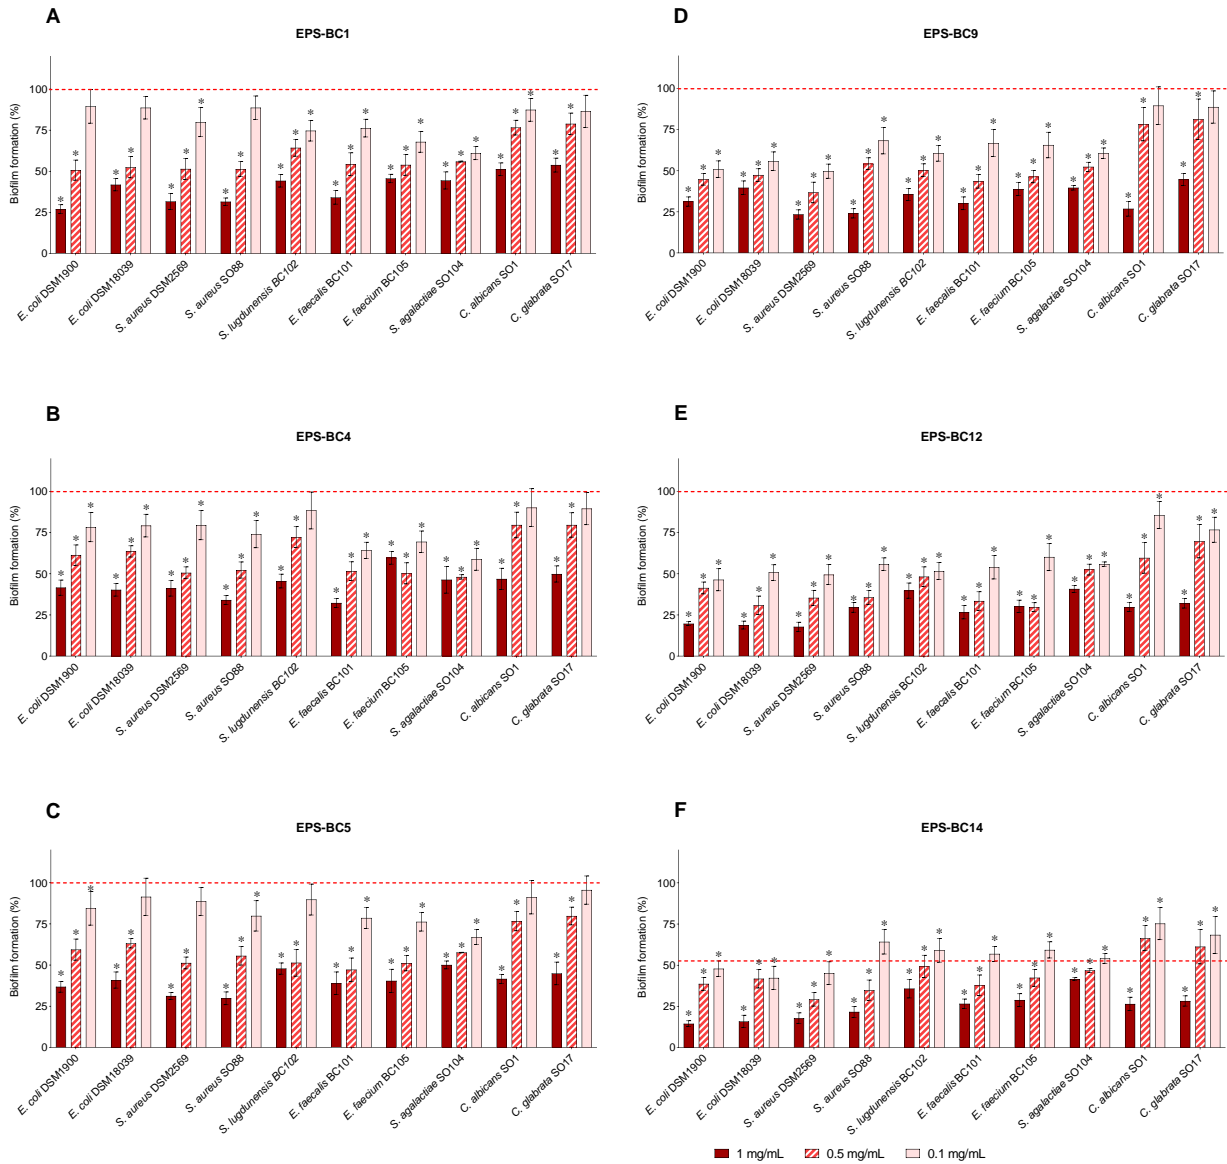 A
EPS-BC1
Biofilm formation (%)
100
75
50
25
0
* * * * * * * * * * * * * * * * * * * * * * * * *
E. coli DSM1900
E. coli DSM18039
S. aureus DSM2569
S. aureus SO88
S. lugdunensis BC102
E. faecalis BC101
E. faecium BC105
S. agalactiae SO104
C. albicans SO1
C. glabrata SO17
D
EPS-BC9
Biofilm formation (%)
100
75
50
25
0
* * * * * * * * * * * * * * * * * * * * * * * * * * * *
E. coli DSM1900
E. coli DSM18039
S. aureus DSM2569
S. aureus SO88
S. lugdunensis BC102
E. faecalis BC101
E. faecium BC105
S. agalactiae SO104
C. albicans SO1
C. glabrata SO17
B
EPS-BC4
Biofilm formation (%)
100
75
50
25
0
* * * * * * * * * * * * * * * * * * * * * * * * * * *
E. coli DSM1900
E. coli DSM18039
S. aureus DSM2569
S. aureus SO88
S. lugdunensis BC102
E. faecalis BC101
E. faecium BC105
S. agalactiae SO104
C. albicans SO1
C. glabrata SO17
E
EPS-BC12
Biofilm formation (%)
100
75
50
25
0
* * * * * * * * * * * * * * * * * * * * * * * * * * * * * *
E. coli DSM1900
E. coli DSM18039
S. aureus DSM2569
S. aureus SO88
S. lugdunensis BC102
E. faecalis BC101
E. faecium BC105
S. agalactiae SO104
C. albicans SO1
C. glabrata SO17
C
EPS-BC5
Biofilm formation (%)
100
75
50
25
0
* * * * * * * * * * * * * * * * * * * * * * * * *
E. coli DSM1900
E. coli DSM18039
S. aureus DSM2569
S. aureus SO88
S. lugdunensis BC102
E. faecalis BC101
E. faecium BC105
S. agalactiae SO104
C. albicans SO1
C. glabrata SO17
F
EPS-BC14
Biofilm formation (%)
100
75
50
25
0
* * * * * * * * * * * * * * * * * * * * * * * * * * * * * *
E. coli DSM1900
E. coli DSM18039
S. aureus DSM2569
S. aureus SO88
S. lugdunensis BC102
E. faecalis BC101
E. faecium BC105
S. agalactiae SO104
C. albicans SO1
C. glabrata SO17
1 mg/mL 0.5 mg/mL 0.1 mg/mL